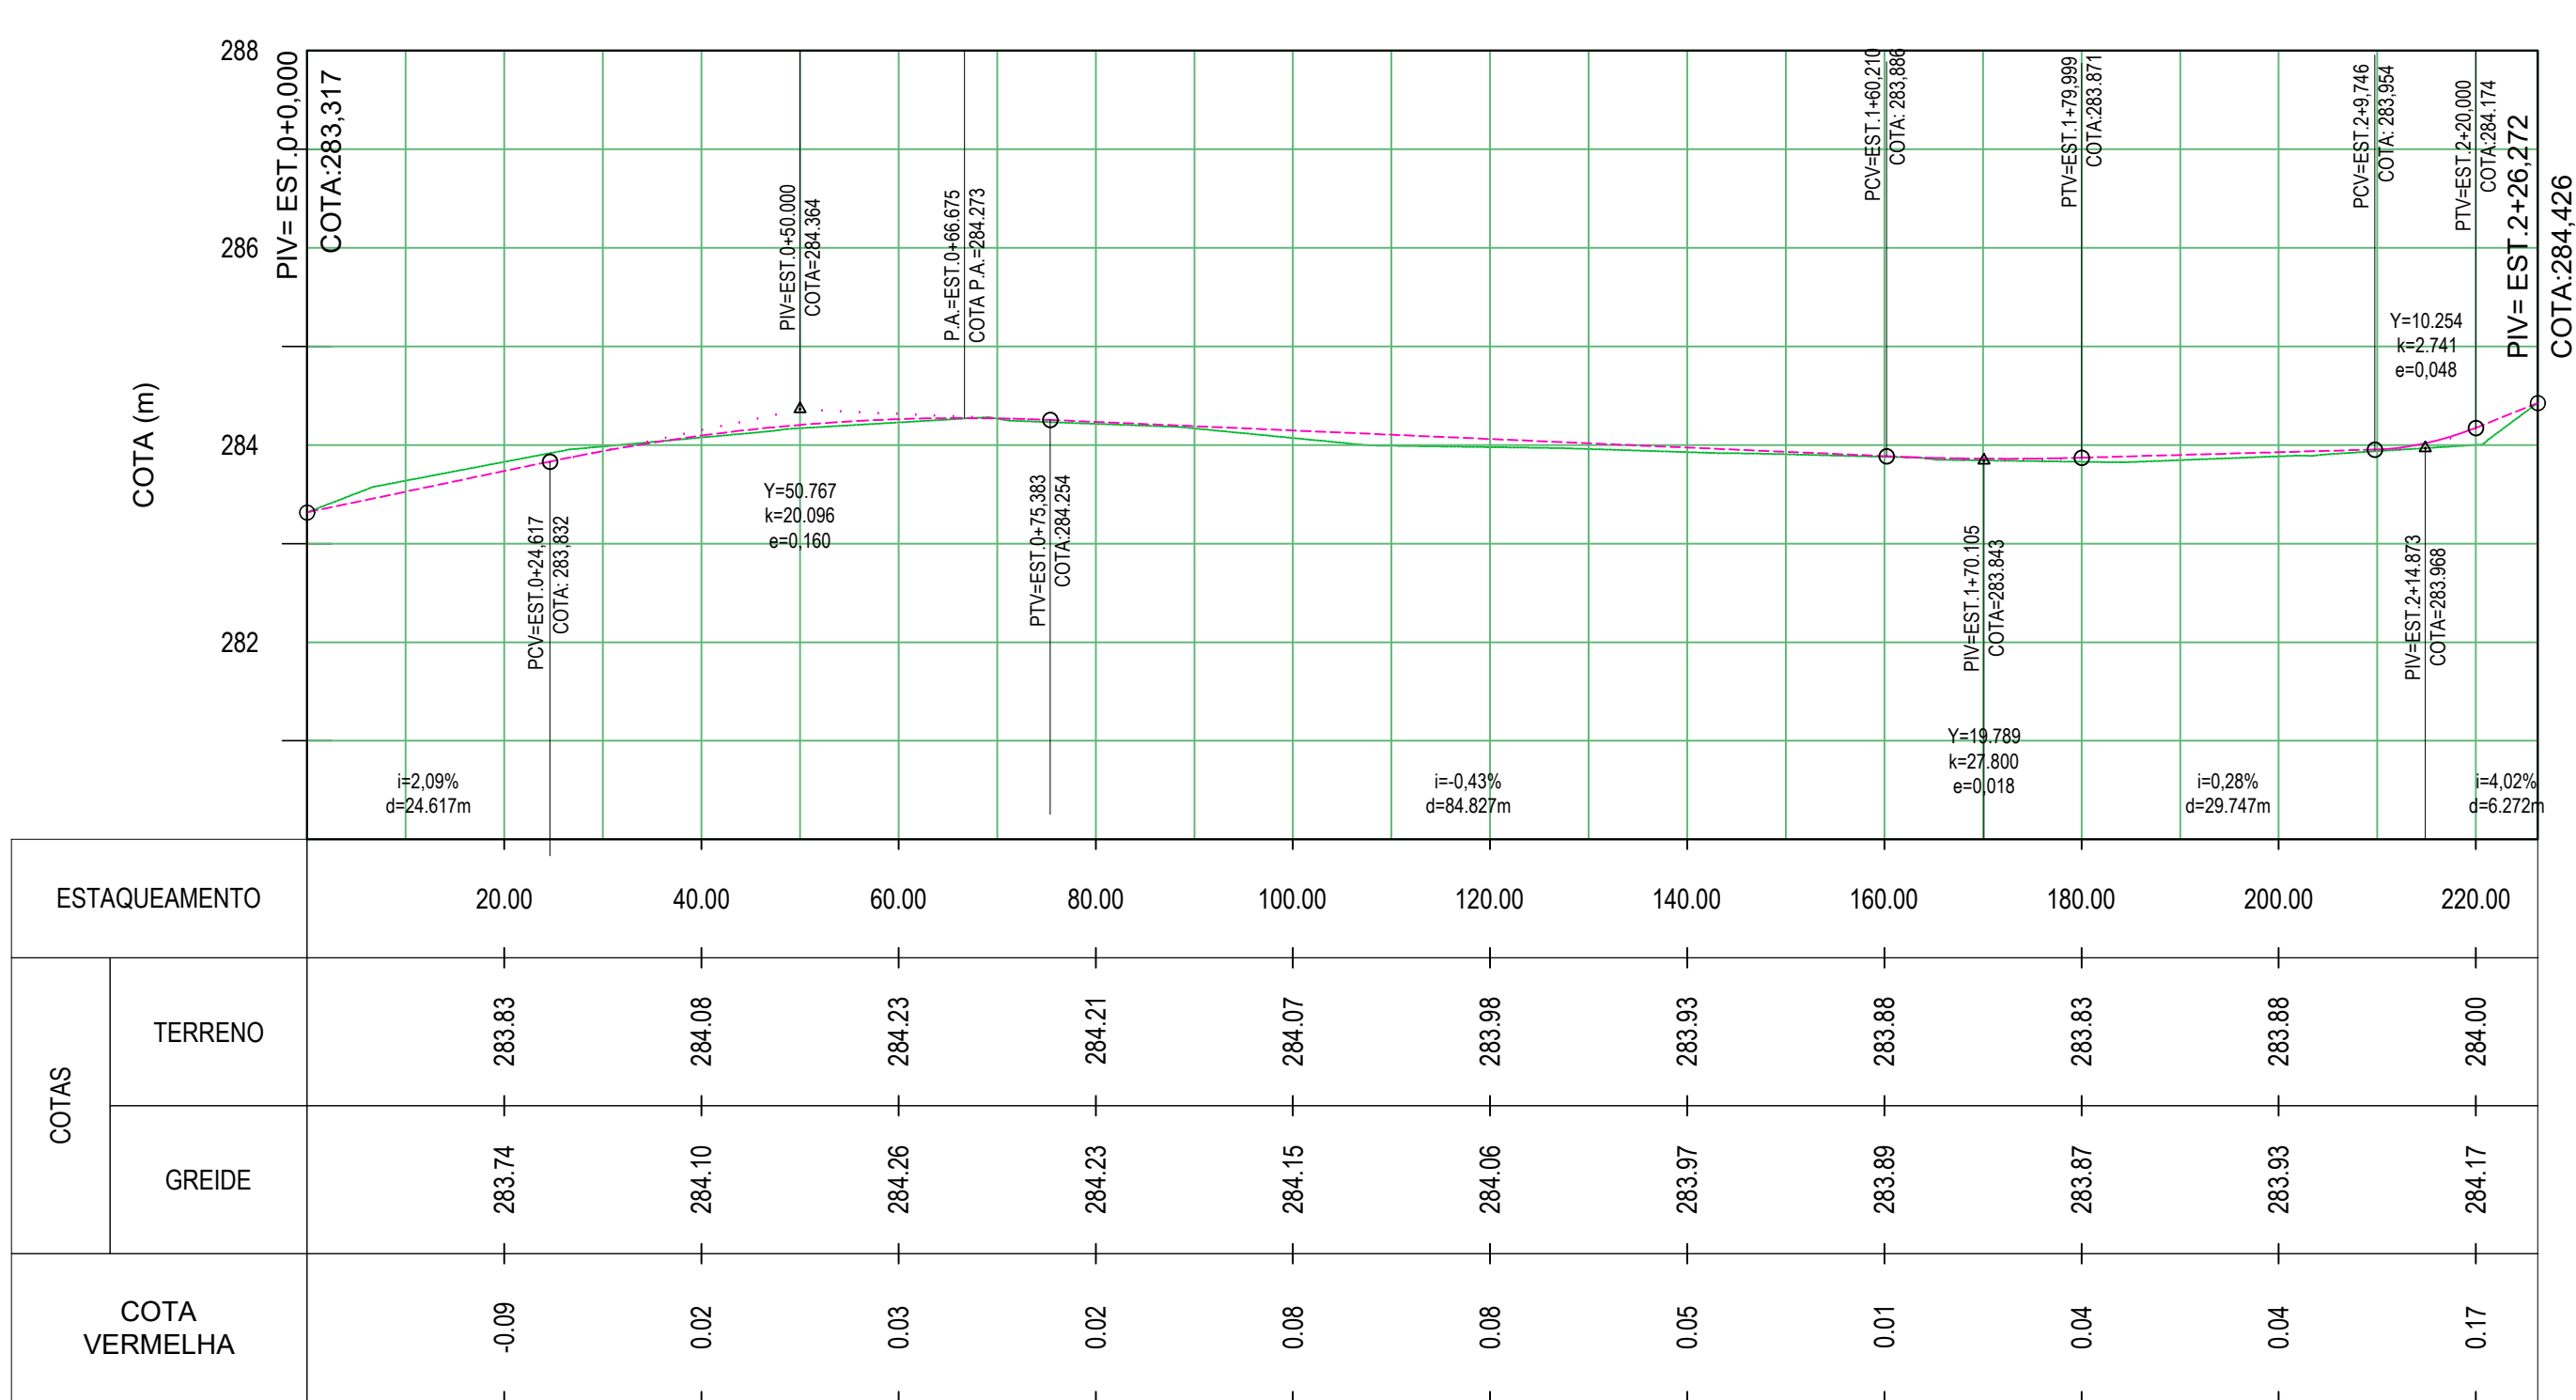 288
286
284
282
COTA (m)
PIV= EST.0+0,000
COTA:283,317
PCV=EST.0+24,617
COTA: 283,832
PIV=EST.0+50.000
COTA=284.364
Y=50.767
k=20.096
e=0,160
P.A.=EST.0+66.675
COTA P.A.=284.273
PTV=EST.0+75,383
COTA:284.254
PCV=EST.1+60,210
COTA: 283,886
PIV=EST.1+70.105
COTA=283.843
Y=19.789
k=27.800
e=0,018
PTV=EST.1+79,999
COTA:283.871
PCV=EST.2+9,746
COTA: 283,954
PIV=EST.2+14.873
COTA=283.968
Y=10.254
k=2.741
e=0,048
PTV=EST.2+20,000
COTA:284.174
PIV= EST.2+26,272
COTA:284,426
i=2,09%
d=24.617m
i=-0,43%
d=84.827m
i=0,28%
d=29.747m
i=4,02%
d=6.272m
ESTAQUEAMENTO 20.00 40.00 60.00 80.00 100.00 120.00 140.00 160.00 180.00 200.00 220.00
COTAS
TERRENO 283.83 284.08 284.23 284.21 284.07 283.98 283.93 283.88 283.83 283.88 284.00
GREIDE 283.74 284.10 284.26 284.23 284.15 284.06 283.97 283.89 283.87 283.93 284.17
COTA
VERMELHA -0.09 0.02 0.03 0.02 0.08 0.08 0.05 0.01 0.04 0.04 0.17